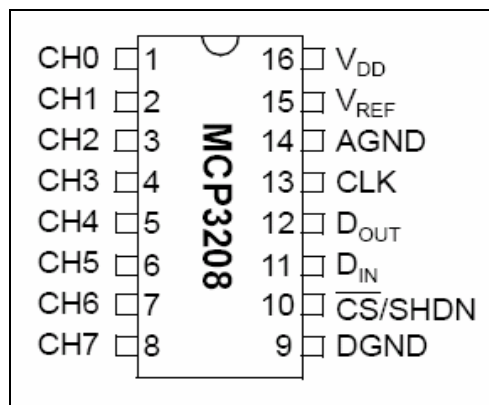 CH0 1 16 VDD
CH1 2 15 VREF
CH2 3 14 AGND
CH3 4 13 CLK
CH4 5 12 DOUT
CH5 6 11 DIN
CH6 7 10 C̅S̅/SHDN
CH7 8 9 DGND
MCP3208